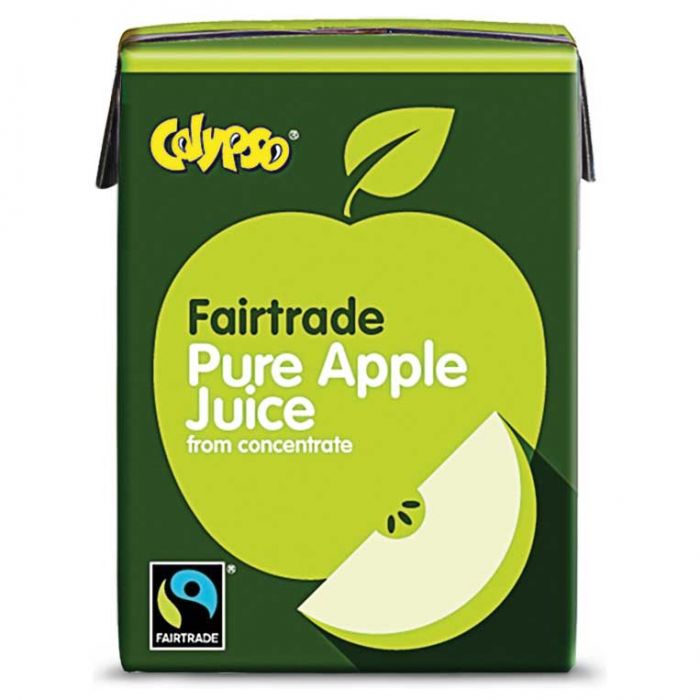 Calypso®
Fairtrade
Pure Apple
Juice
from concentrate
®
FAIRTRADE